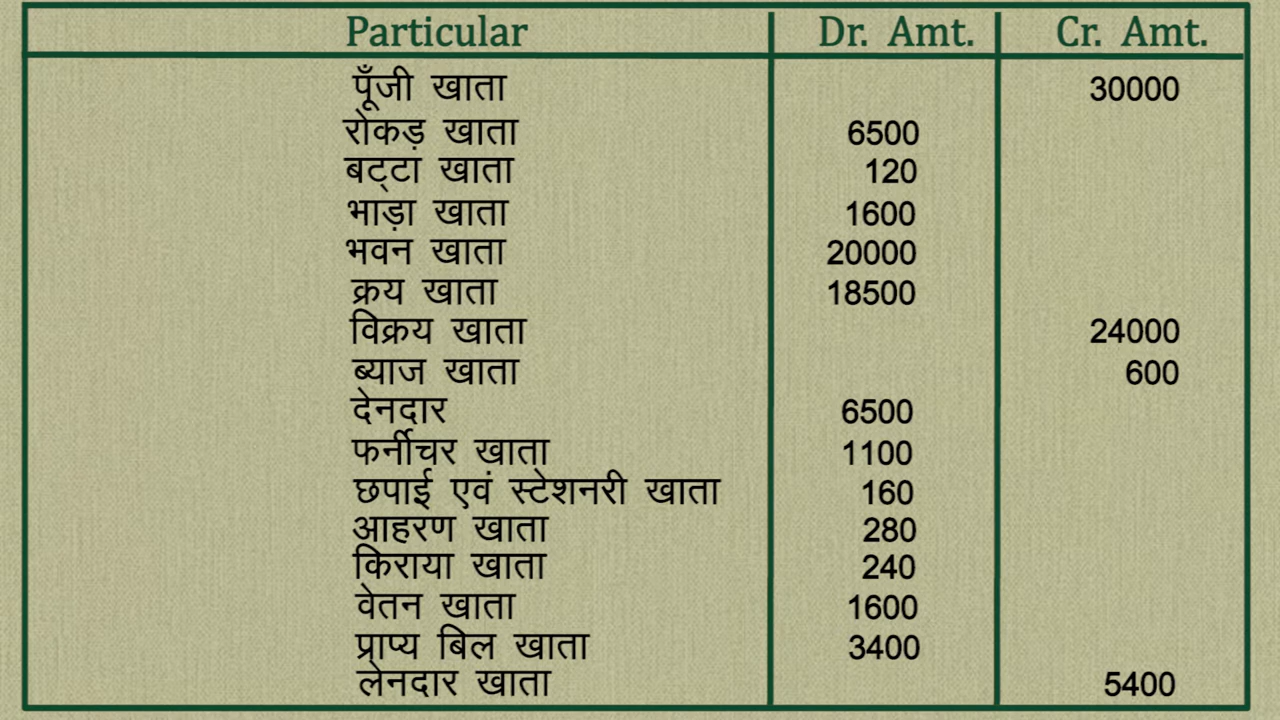 Particular Dr. Amt. Cr. Amt.
पूँजी खाता 30000
रोकड़ खाता 6500
बट्टा खाता 120
भाड़ा खाता 1600
भवन खाता 20000
क्रय खाता 18500
विक्रय खाता 24000
ब्याज खाता 600
देनदार 6500
फर्नीचर खाता 1100
छपाई एवं स्टेशनरी खाता 160
आहरण खाता 280
किराया खाता 240
वेतन खाता 1600
प्राप्य बिल खाता 3400
लेनदार खाता 5400